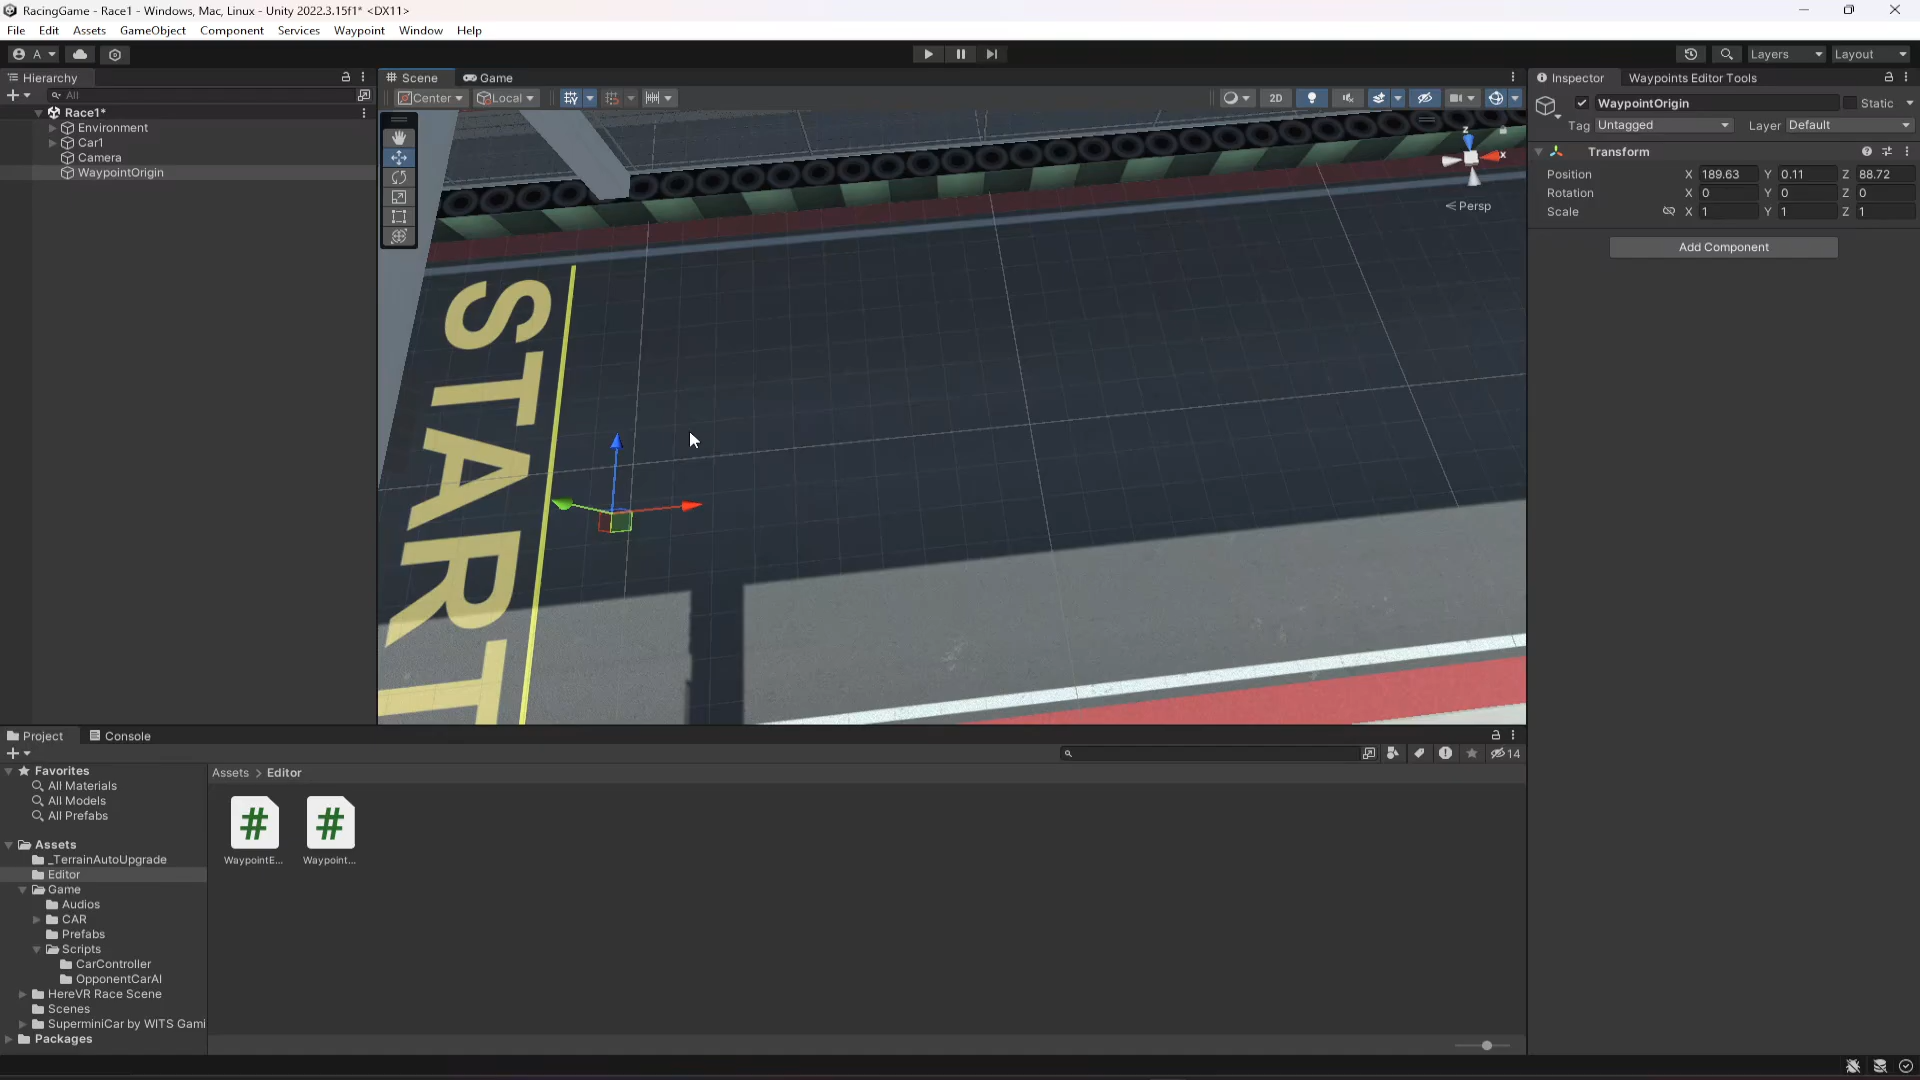 RacingGame - Race1 - Windows, Mac, Linux - Unity 2022.3.15f1* <DX11>
File Edit Assets GameObject Component Services Waypoint Window Help
A
Layers Layout
Hierarchy
All
Race1*
Environment
Car1
Camera
WaypointOrigin
Scene Game
Center Local 2D
z
x
Persp
START
Inspector Waypoints Editor Tools
WaypointOrigin Static
Tag Untagged Layer Default
Transform
Position X 189.63 Y 0.11 Z 88.72
Rotation X 0 Y 0 Z 0
Scale X 1 Y 1 Z 1
Add Component
Project Console
14
Favorites
All Materials
All Models
All Prefabs
Assets
_TerrainAutoUpgrade
Editor
Game
Audios
CAR
Prefabs
Scripts
CarController
OpponentCarAI
HereVR Race Scene
Scenes
SuperminiCar by WITS Gami
Packages
Assets > Editor
# #
WaypointE... Waypoint...